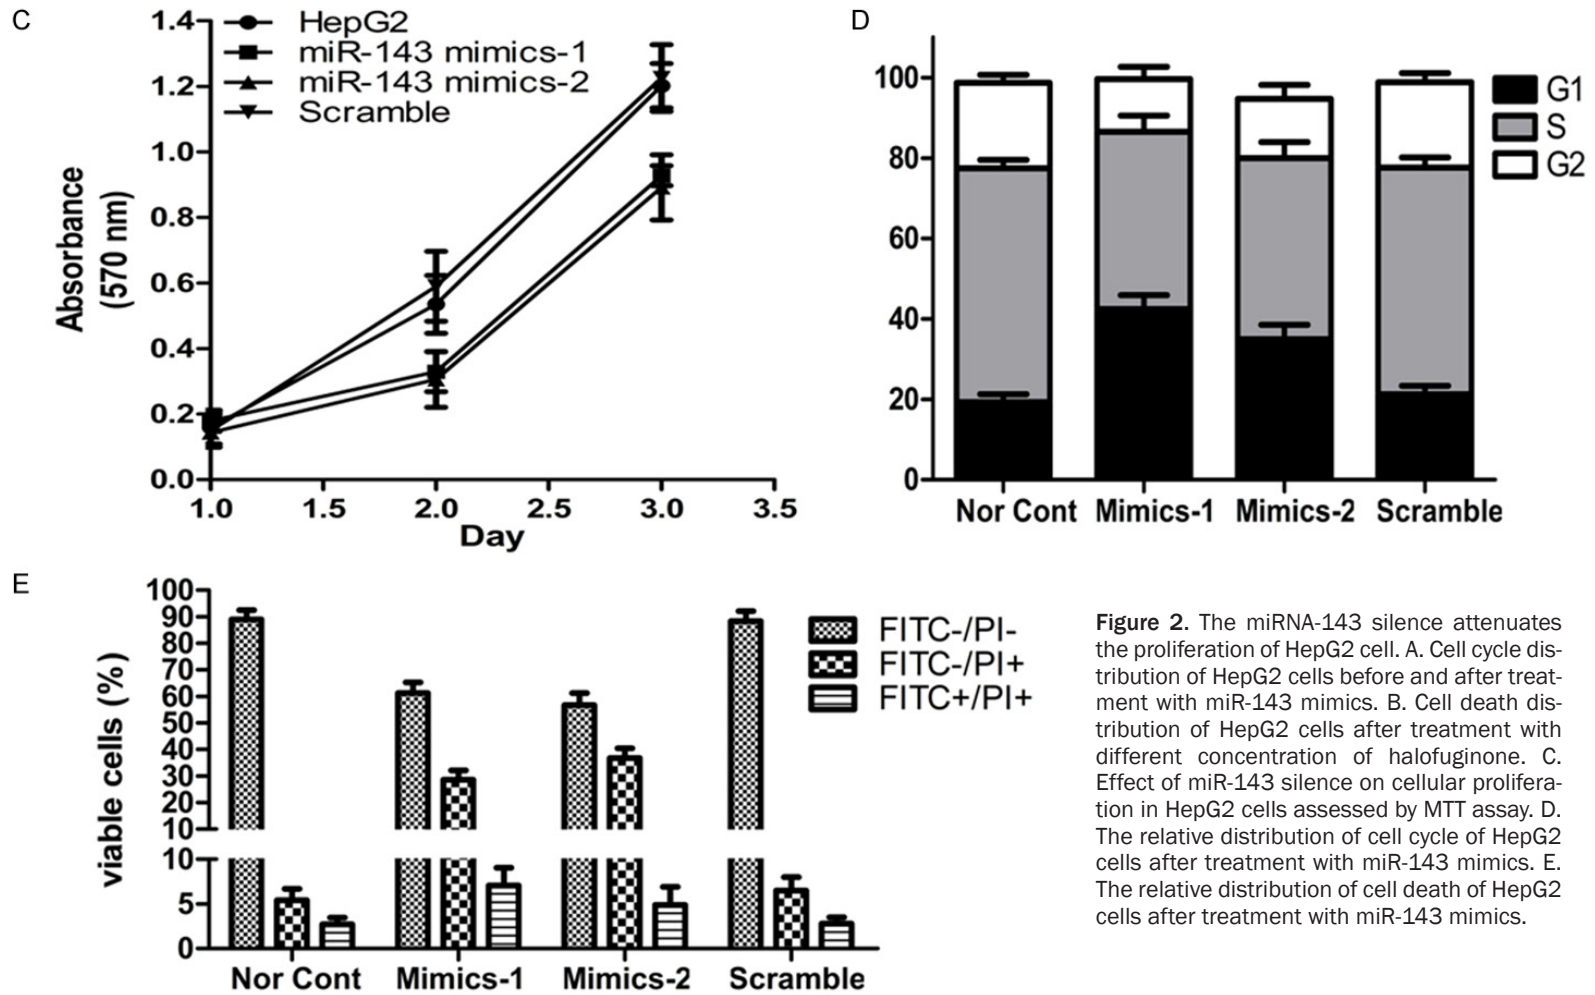 C
1.4
1.2
1.0
0.8
0.6
0.4
0.2
0.0
Absorbance
(570 nm)
HepG2
miR-143 mimics-1
miR-143 mimics-2
Scramble
1.0 1.5 2.0 2.5 3.0 3.5
Day
D
100
80
60
40
20
0
G1
S
G2
Nor Cont Mimics-1 Mimics-2 Scramble
E
viable cells (%)
100
90
80
70
60
50
40
30
20
10
10
5
0
FITC-/PI-
FITC-/PI+
FITC+/PI+
Nor Cont Mimics-1 Mimics-2 Scramble
Figure 2. The miRNA-143 silence attenuates
the proliferation of HepG2 cell. A. Cell cycle dis-
tribution of HepG2 cells before and after treat-
ment with miR-143 mimics. B. Cell death dis-
tribution of HepG2 cells after treatment with
different concentration of halofuginone. C.
Effect of miR-143 silence on cellular prolifera-
tion in HepG2 cells assessed by MTT assay. D.
The relative distribution of cell cycle of HepG2
cells after treatment with miR-143 mimics. E.
The relative distribution of cell death of HepG2
cells after treatment with miR-143 mimics.